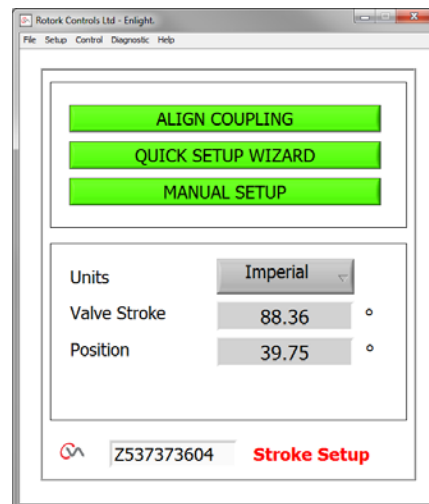 Rotork Controls Ltd - Enlight.
File Setup Control Diagnostic Help
ALIGN COUPLING
QUICK SETUP WIZARD
MANUAL SETUP
Units Imperial
Valve Stroke 88.36 °
Position 39.75 °
Z537373604 Stroke Setup